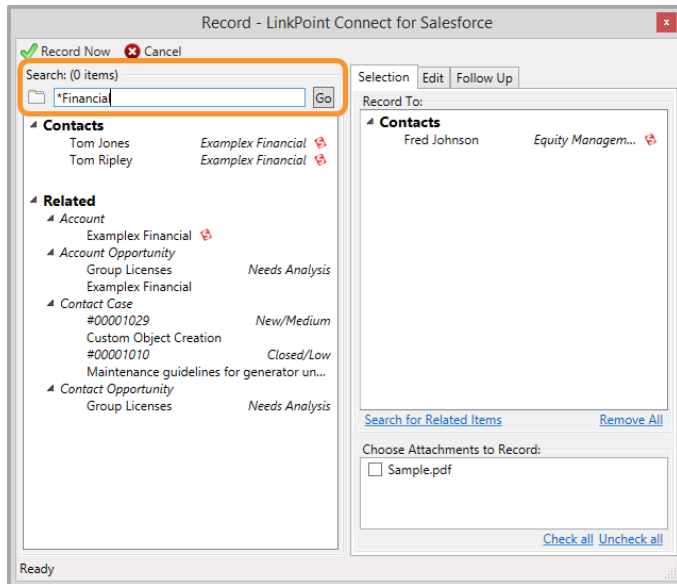 Record - LinkPoint Connect for Salesforce
x
Record Now Cancel
Search: (0 items)
*Financial Go
Contacts
Tom Jones Examplex Financial
Tom Ripley Examplex Financial
Related
Account
Examplex Financial
Account Opportunity
Group Licenses Needs Analysis
Examplex Financial
Contact Case
#00001029 New/Medium
Custom Object Creation
#00001010 Closed/Low
Maintenance guidelines for generator un...
Contact Opportunity
Group Licenses Needs Analysis
Selection Edit Follow Up
Record To:
Contacts
Fred Johnson Equity Managem...
Search for Related Items Remove All
Choose Attachments to Record:
Sample.pdf
Check all Uncheck all
Ready